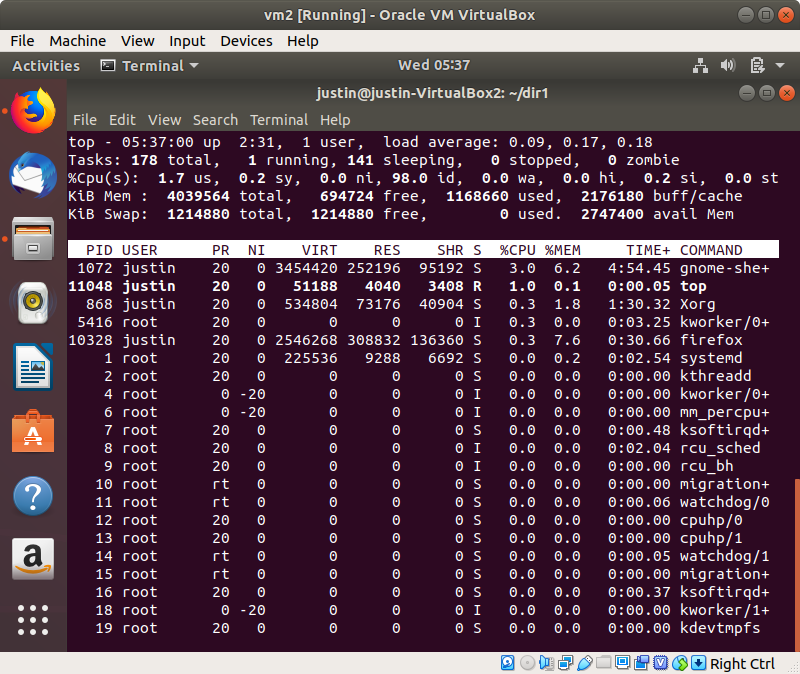 vm2 [Running] - Oracle VM VirtualBox
File Machine View Input Devices Help
Activities Terminal Wed 05:37
justin@justin-VirtualBox2: ~/dir1
File Edit View Search Terminal Help
top - 05:37:00 up  2:31,  1 user,  load average: 0.09, 0.17, 0.18
Tasks: 178 total,   1 running, 141 sleeping,   0 stopped,   0 zombie
%Cpu(s):  1.7 us,  0.2 sy,  0.0 ni, 98.0 id,  0.0 wa,  0.0 hi,  0.2 si,  0.0 st
KiB Mem :  4039564 total,   694724 free,  1168660 used,  2176180 buff/cache
KiB Swap:  1214880 total,  1214880 free,        0 used.  2747400 avail Mem
  PID USER      PR  NI    VIRT    RES    SHR S  %CPU %MEM     TIME+ COMMAND
 1072 justin    20   0 3454420 252196  95192 S   3.0  6.2   4:54.45 gnome-she+
11048 justin    20   0   51188   4040   3408 R   1.0  0.1   0:00.05 top
  868 justin    20   0  534804  73176  40904 S   0.3  1.8   1:30.32 Xorg
 5416 root      20   0       0      0      0 I   0.3  0.0   0:03.25 kworker/0+
10328 justin    20   0 2546268 308832 136360 S   0.3  7.6   0:30.66 firefox
    1 root      20   0  225536   9288   6692 S   0.0  0.2   0:02.54 systemd
    2 root      20   0       0      0      0 S   0.0  0.0   0:00.00 kthreadd
    4 root       0 -20       0      0      0 I   0.0  0.0   0:00.00 kworker/0+
    6 root       0 -20       0      0      0 I   0.0  0.0   0:00.00 mm_percpu+
    7 root      20   0       0      0      0 S   0.0  0.0   0:00.48 ksoftirqd+
    8 root      20   0       0      0      0 I   0.0  0.0   0:02.04 rcu_sched
    9 root      20   0       0      0      0 I   0.0  0.0   0:00.00 rcu_bh
   10 root      rt   0       0      0      0 S   0.0  0.0   0:00.00 migration+
   11 root      rt   0       0      0      0 S   0.0  0.0   0:00.06 watchdog/0
   12 root      20   0       0      0      0 S   0.0  0.0   0:00.00 cpuhp/0
   13 root      20   0       0      0      0 S   0.0  0.0   0:00.00 cpuhp/1
   14 root      rt   0       0      0      0 S   0.0  0.0   0:00.05 watchdog/1
   15 root      rt   0       0      0      0 S   0.0  0.0   0:00.00 migration+
   16 root      20   0       0      0      0 S   0.0  0.0   0:00.37 ksoftirqd+
   18 root       0 -20       0      0      0 I   0.0  0.0   0:00.00 kworker/1+
   19 root      20   0       0      0      0 S   0.0  0.0   0:00.00 kdevtmpfs
Right Ctrl